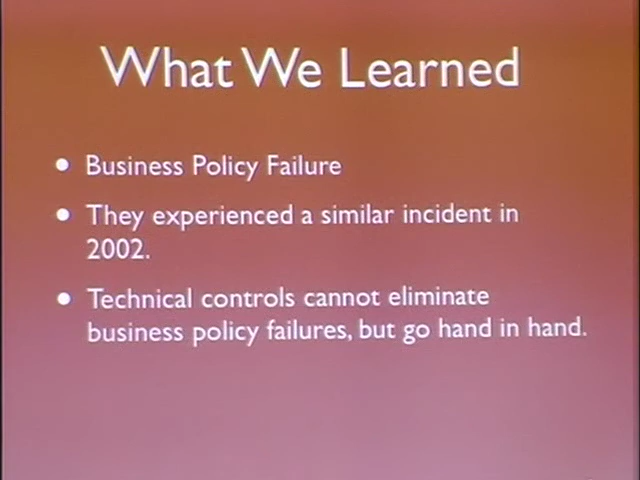 What We Learned
• Business Policy Failure
• They experienced a similar incident in
2002.
• Technical controls cannot eliminate
business policy failures, but go hand in hand.